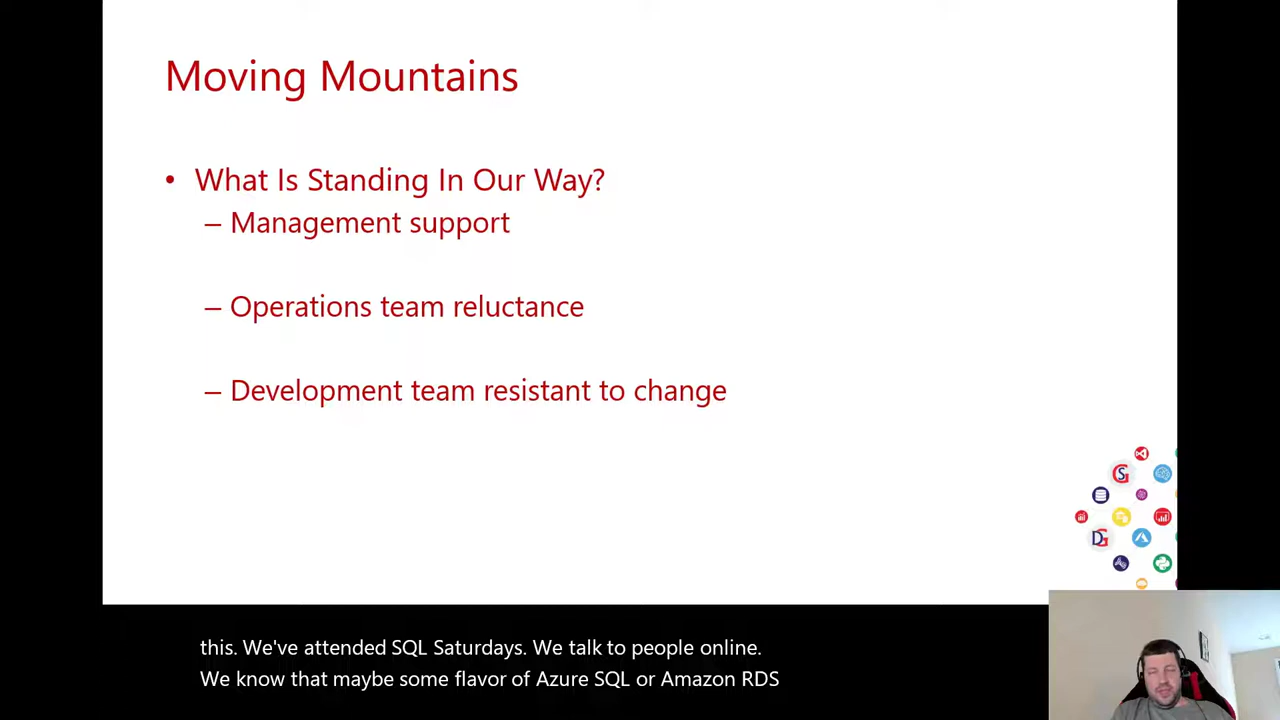 Moving Mountains
• What Is Standing In Our Way?
– Management support
– Operations team reluctance
– Development team resistant to change
GS
DG
this. We've attended SQL Saturdays. We talk to people online.
We know that maybe some flavor of Azure SQL or Amazon RDS